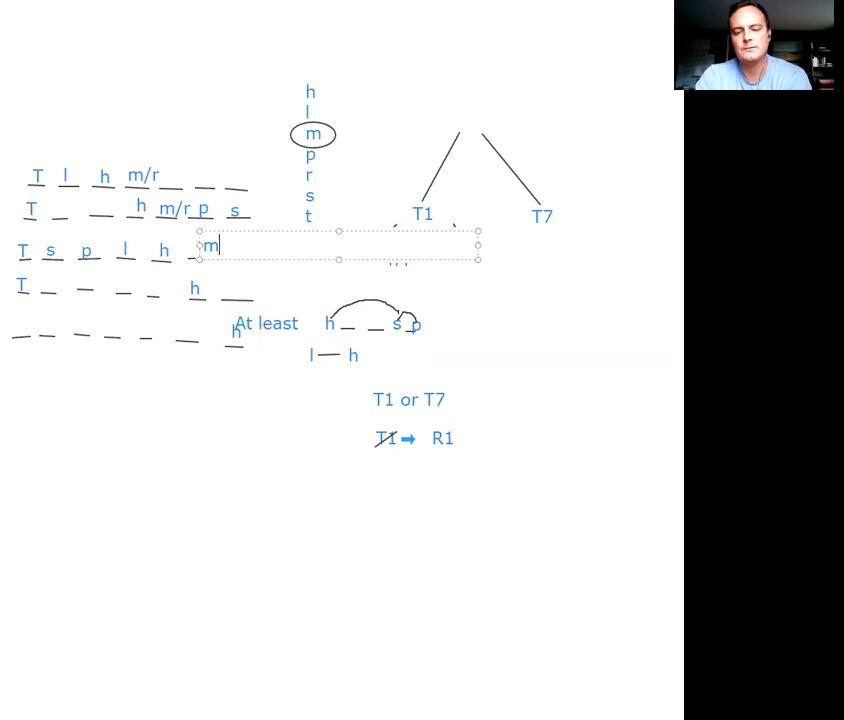 h
l
m
p
r
s
t
T1 T7
T l h m/r
T h m/r p s
T s p l h m
T h
h
At least h s p
l h
T1 or T7
T1 ➡ R1